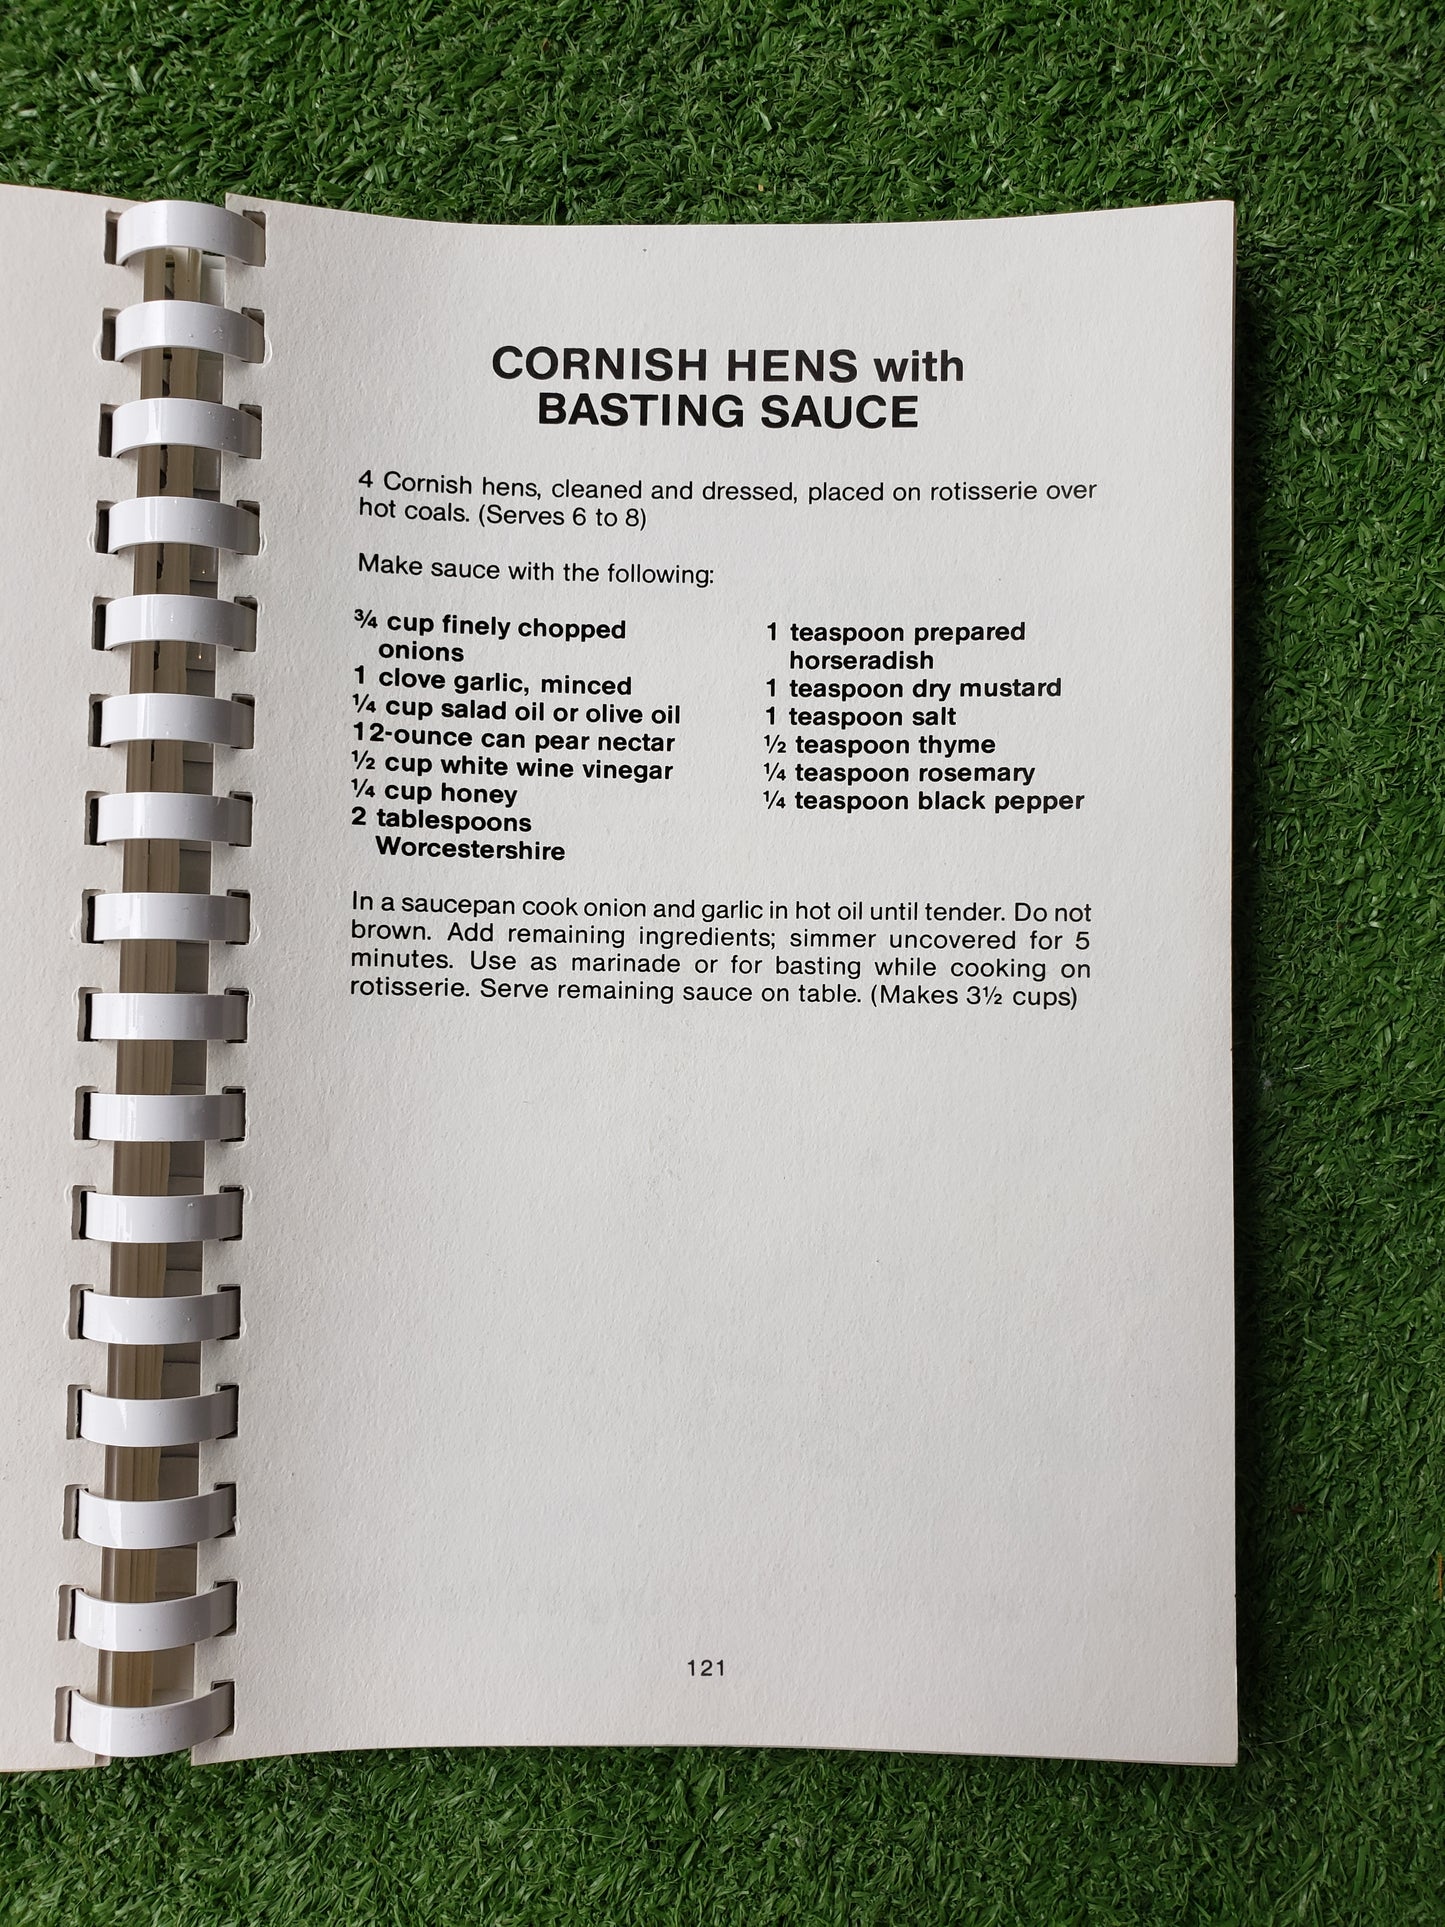 CORNISH HENS with
BASTING SAUCE
4 Cornish hens, cleaned and dressed, placed on rotisserie over
hot coals. (Serves 6 to 8)
Make sauce with the following:
¾ cup finely chopped
onions
1 clove garlic, minced
¼ cup salad oil or olive oil
12-ounce can pear nectar
½ cup white wine vinegar
¼ cup honey
2 tablespoons
Worcestershire
1 teaspoon prepared
horseradish
1 teaspoon dry mustard
1 teaspoon salt
½ teaspoon thyme
¼ teaspoon rosemary
¼ teaspoon black pepper
In a saucepan cook onion and garlic in hot oil until tender. Do not
brown. Add remaining ingredients; simmer uncovered for 5
minutes. Use as marinade or for basting while cooking on
rotisserie. Serve remaining sauce on table. (Makes 3½ cups)
121